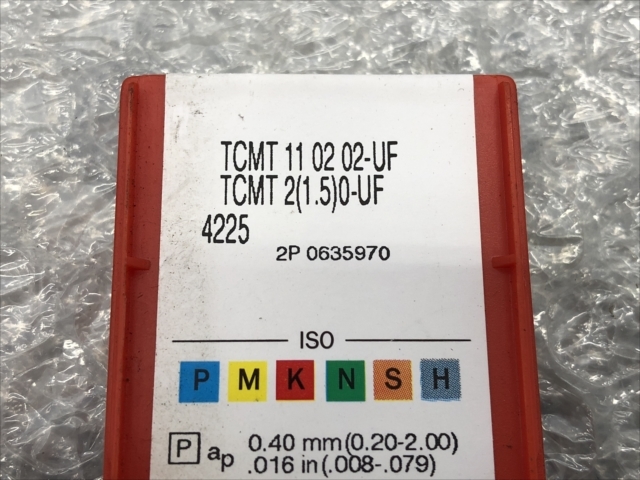 TCMT 11 02 02-UF
TCMT 2(1.5)0-UF
4225
2P 0635970
ISO
P M K N S H
P ap 0.40 mm(0.20-2.00)
.016 in(.008-.079)